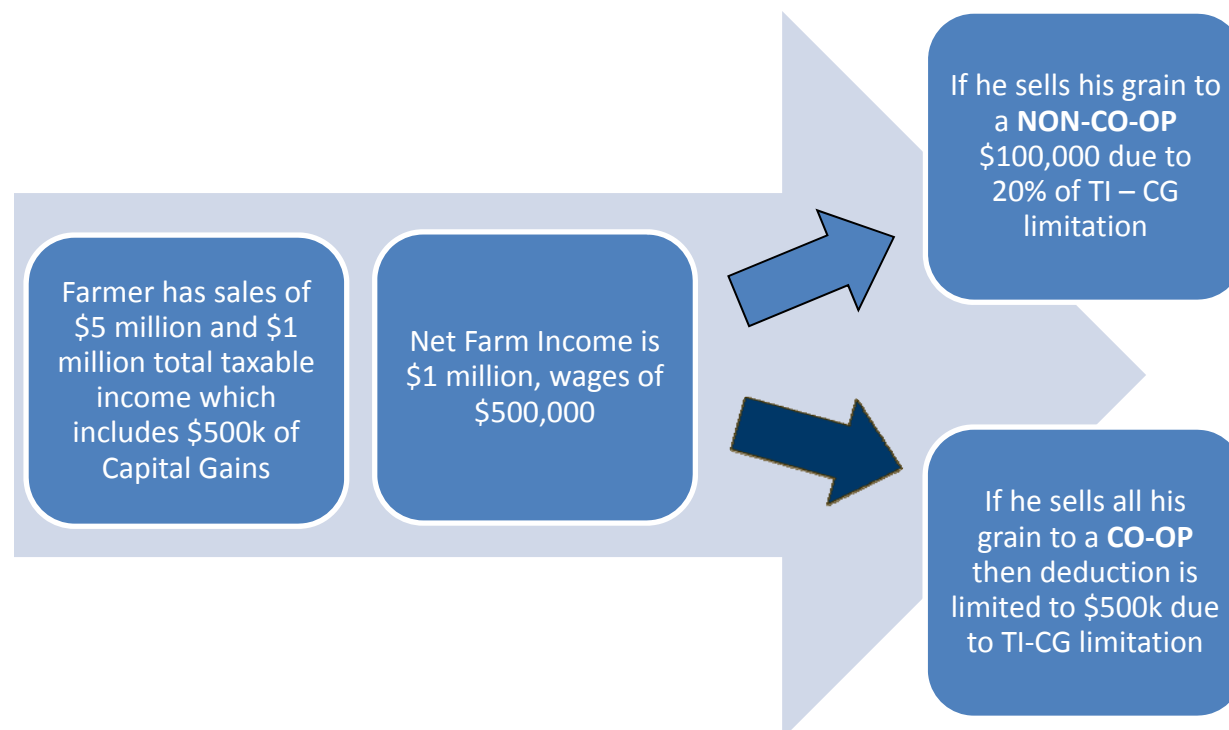 Farmer has sales of
$5 million and $1
million total taxable
income which
includes $500k of
Capital Gains
Net Farm Income is
$1 million, wages of
$500,000
If he sells his grain to
a NON-CO-OP
$100,000 due to
20% of TI – CG
limitation
If he sells all his
grain to a CO-OP
then deduction is
limited to $500k due
to TI-CG limitation